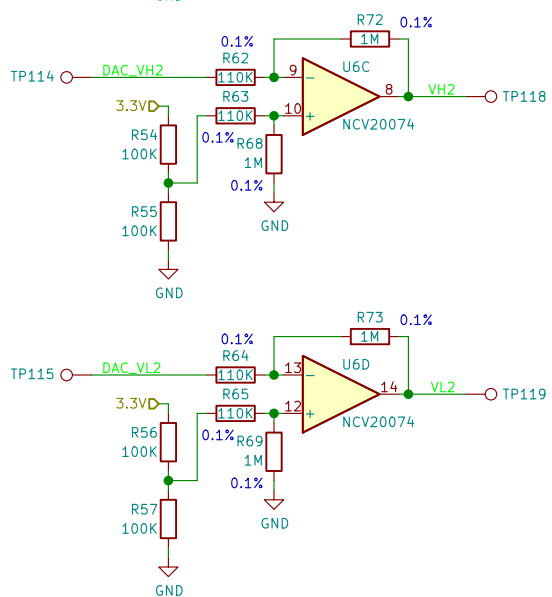 GND
R72
0.1%
1M
0.1%
R62
U6C
TP114
DAC_VH2
110K
9
8
VH2
TP118
R63
3.3V
110K
10
NCV20074
R54
100K
0.1%
R68
1M
0.1%
R55
100K
GND
GND
R73
0.1%
1M
0.1%
R64
U6D
TP115
DAC_VL2
110K
13
14
VL2
TP119
R65
3.3V
110K
12
NCV20074
R56
100K
0.1%
R69
1M
0.1%
R57
100K
GND
GND